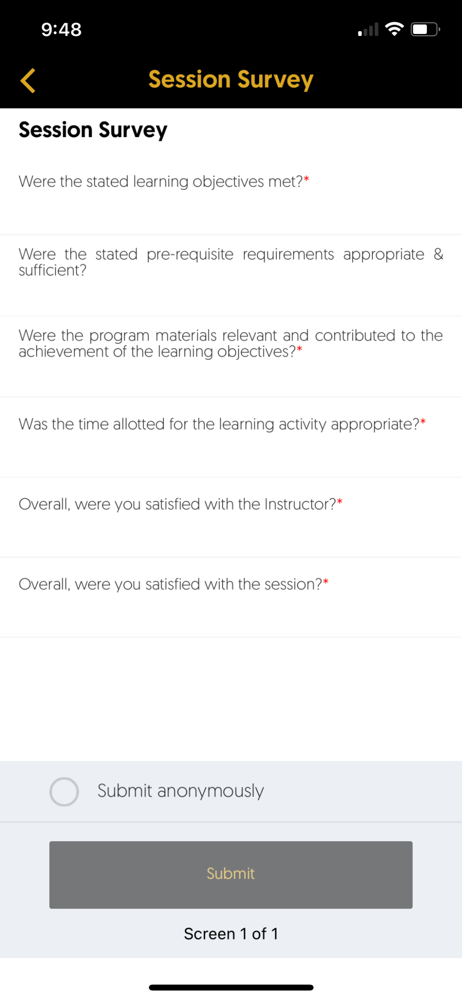 9:48
Session Survey
Session Survey
Were the stated learning objectives met?*
Were the stated pre-requisite requirements appropriate &
sufficient?
Were the program materials relevant and contributed to the
achievement of the learning objectives?*
Was the time allotted for the learning activity appropriate?*
Overall, were you satisfied with the Instructor?*
Overall, were you satisfied with the session?*
Submit anonymously
Submit
Screen 1 of 1